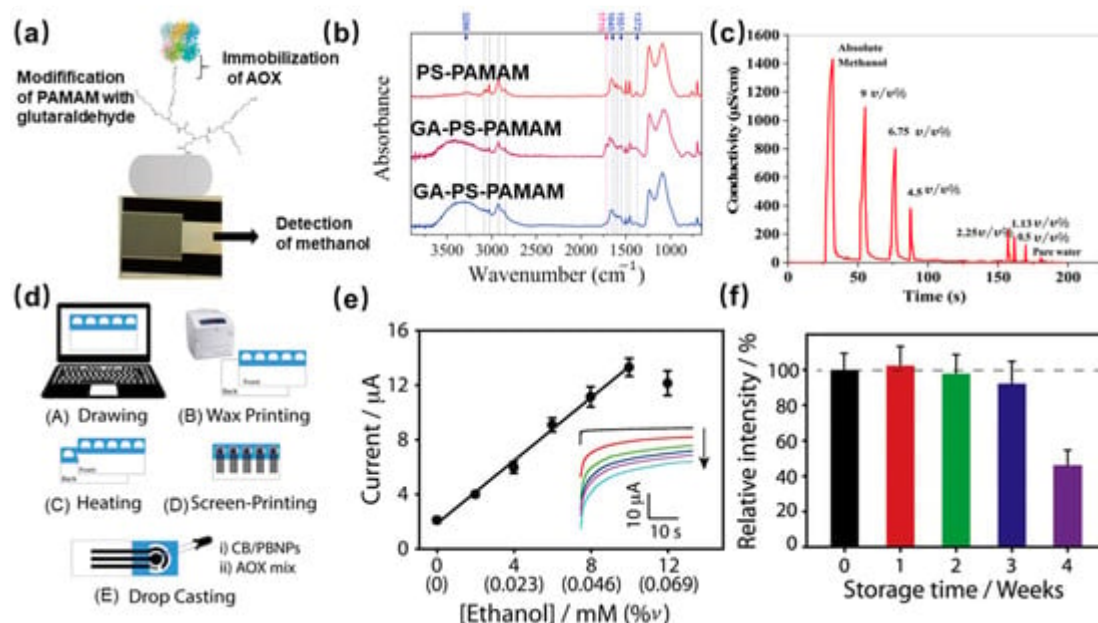 (a)
Modifification
of PAMAM with
glutaraldehyde
Immobilization
of AOX
Detection
of methanol
(b)
PS-PAMAM
GA-PS-PAMAM
GA-PS-PAMAM
Absorbance
3500 3000 2500 2000 1500 1000
Wavenumber (cm⁻¹)
(c)
Absolute
Methanol
9 v/v%
6.75 v/v%
4.5 v/v%
2.25 v/v%
1.13 v/v%
0.5 v/v%
Pure water
Conductivity (µS/cm)
1600
1400
1200
1000
800
600
400
200
0
0 50 100 150 200
Time (s)
(d)
(A) Drawing
Front
Back
(B) Wax Printing
Front
(C) Heating
(D) Screen-Printing
i) CB/PBNPs
ii) AOX mix
(E) Drop Casting
(e)
Current / µA
16
12
8
4
0
10 µA
10 s
0 4 8 12
(0) (0.023) (0.046) (0.069)
[Ethanol] / mM (%v)
(f)
Relative intensity / %
100
80
60
40
20
0
0 1 2 3 4
Storage time / Weeks